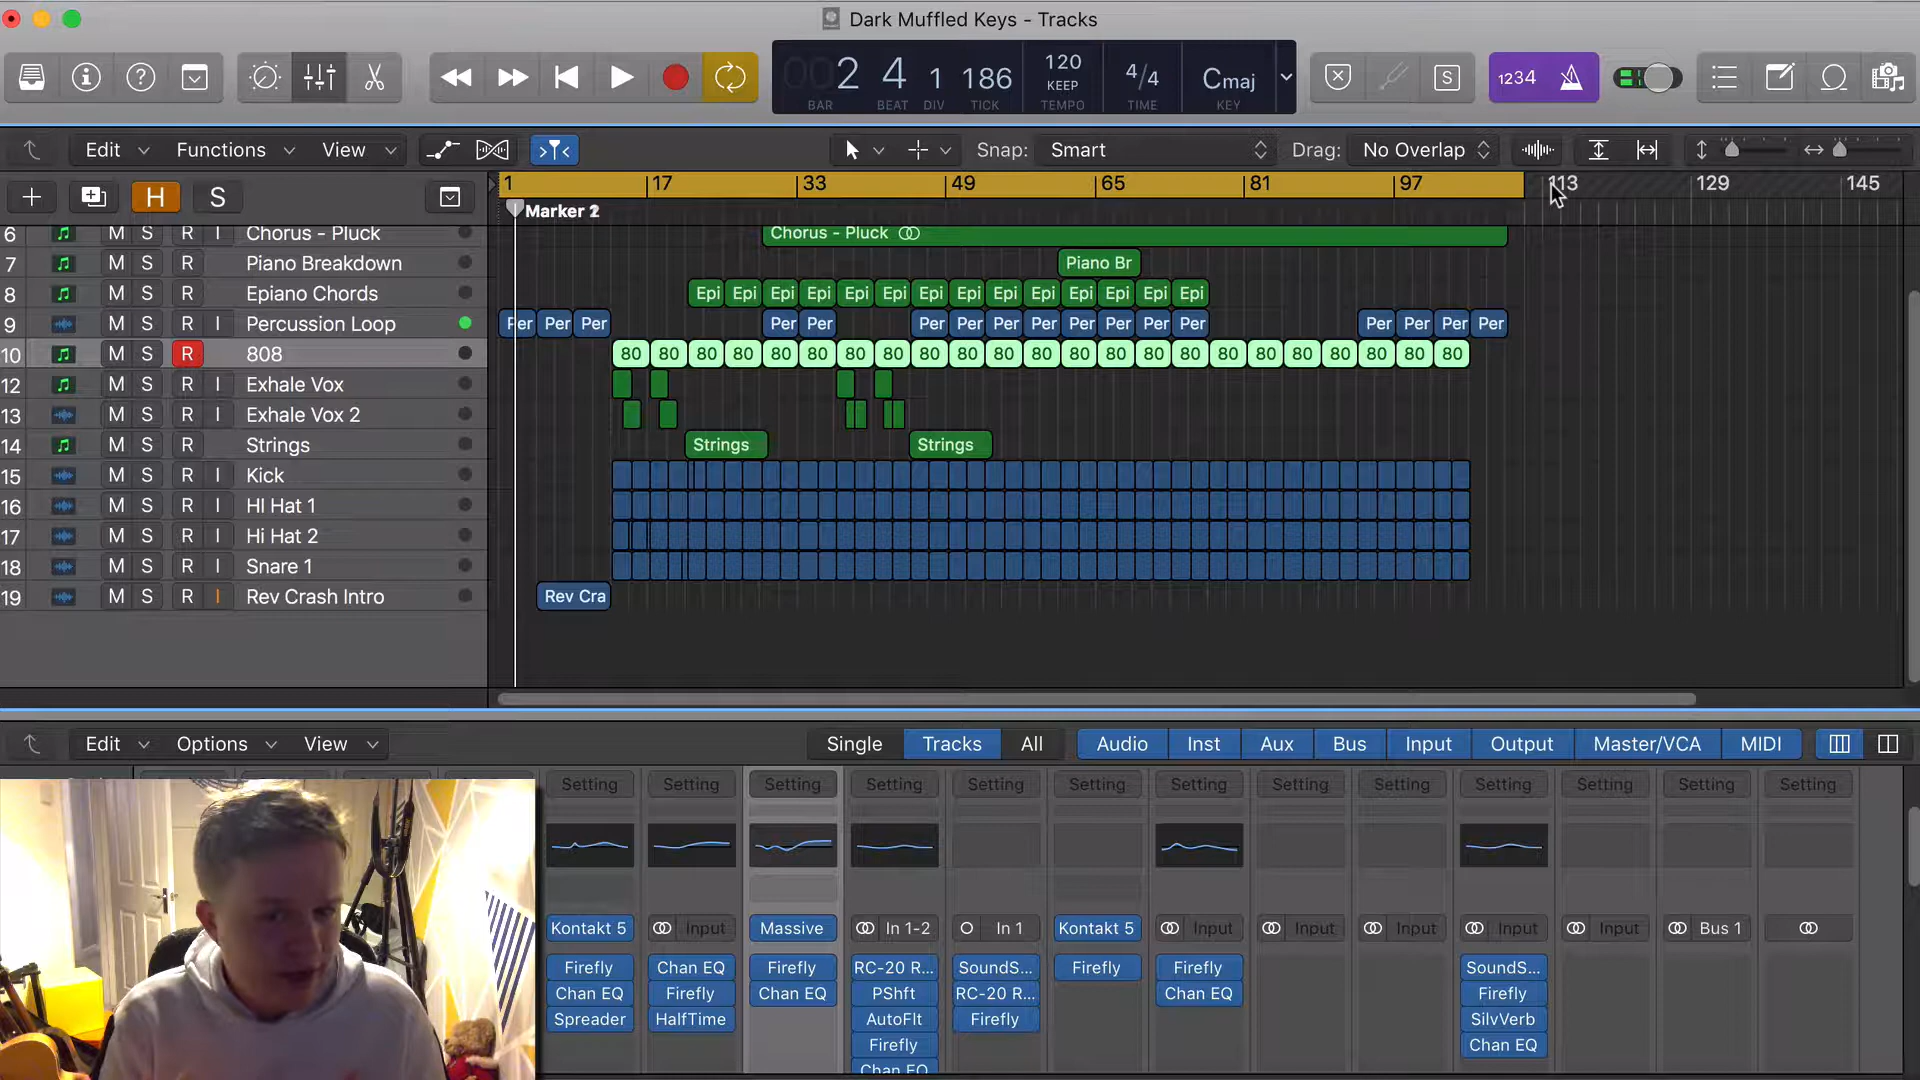 Dark Muffled Keys - Tracks
002 4 1 186
BAR BEAT DIV TICK
120
KEEP
TEMPO
4/4
TIME
Cmaj
KEY
S
1234
Edit Functions View
Snap: Smart
Drag: No Overlap
H S
1 17 33 49 65 81 97 113 129 145
Marker 2
6 M S R I Chorus - Pluck
Chorus - Pluck
7 M S R Piano Breakdown
Piano Br
8 M S R Epiano Chords
Epi Epi Epi Epi Epi Epi Epi Epi Epi Epi Epi Epi Epi Epi
9 M S R I Percussion Loop
Per Per Per Per Per Per Per Per Per Per Per Per Per Per Per Per Per
10 M S R 808
80 80 80 80 80 80 80 80 80 80 80 80 80 80 80 80 80 80 80 80 80 80 80
12 M S R I Exhale Vox
13 M S R I Exhale Vox 2
14 M S R Strings
Strings Strings
15 M S R I Kick
16 M S R I HI Hat 1
17 M S R I Hi Hat 2
18 M S R I Snare 1
19 M S R I Rev Crash Intro
Rev Cra
Edit Options View
Single Tracks All
Audio Inst Aux Bus Input Output Master/VCA MIDI
Setting Setting Setting Setting Setting Setting Setting Setting Setting Setting Setting Setting Setting
Kontakt 5 Input Massive In 1-2 In 1 Kontakt 5 Input Input Input Input Input Bus 1
Firefly Chan EQ Firefly RC-20 R... SoundS... Firefly Firefly SoundS...
Chan EQ Firefly Chan EQ PShft RC-20 R... Chan EQ Firefly
Spreader HalfTime AutoFlt Firefly SilvVerb
Firefly Chan EQ
Chan EQ